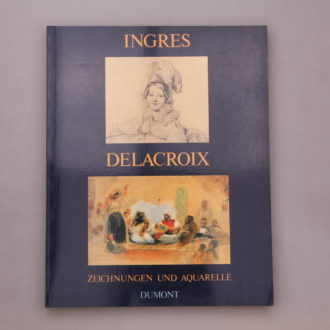 INGRES
DELACROIX
ZEICHNUNGEN UND AQUARELLE
DUMONT